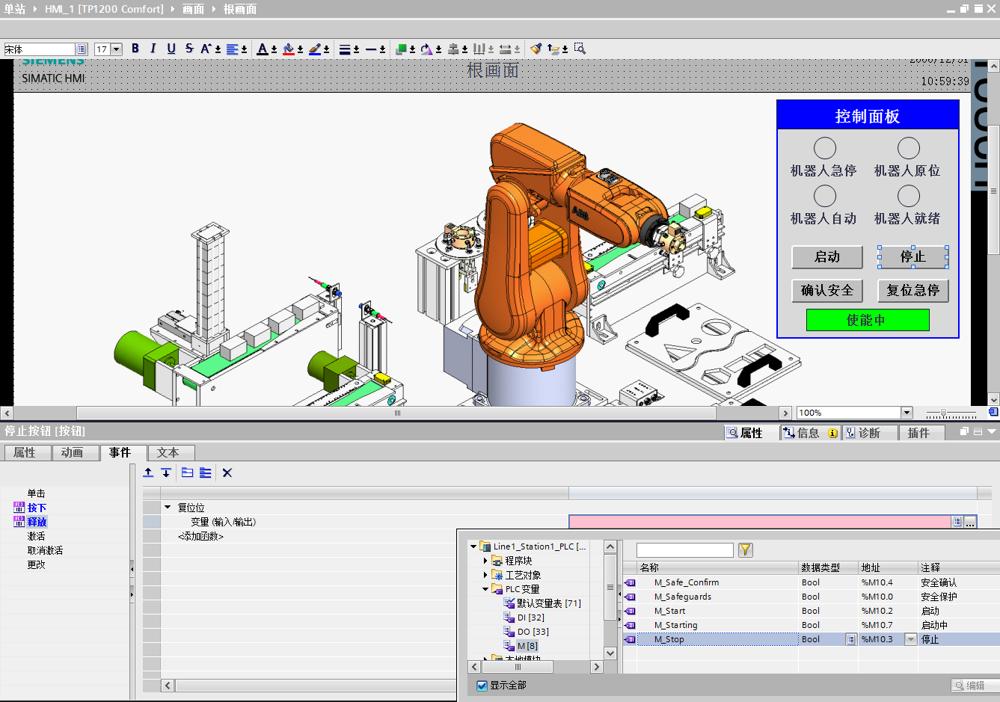 单站 HMI_1 [TP1200 Comfort] 画面 根画面
宋体 17 B I U S A A
SIEMENS
SIMATIC HMI
根画面
10:59:39
控制面板
机器人急停 机器人原位
机器人自动 机器人就绪
启动 停止
确认安全 复位急停
使能中
ABB
100%
停止按钮 [按钮]
属性 信息 诊断 插件
属性 动画 事件 文本
单击
按下
释放
激活
取消激活
更改
复位位
变量 (输入/输出)
<添加函数>
Line1_Station1_PLC [...
程序块
工艺对象
PLC 变量
默认变量表 [71]
DI [32]
DO [33]
M [8]
本地模块
显示全部
名称 数据类型 地址 注释
M_Safe_Confirm Bool %M10.4 安全确认
M_Safeguards Bool %M10.0 安全保护
M_Start Bool %M10.2 启动
M_Starting Bool %M10.7 启动中
M_Stop Bool %M10.3 停止
编辑